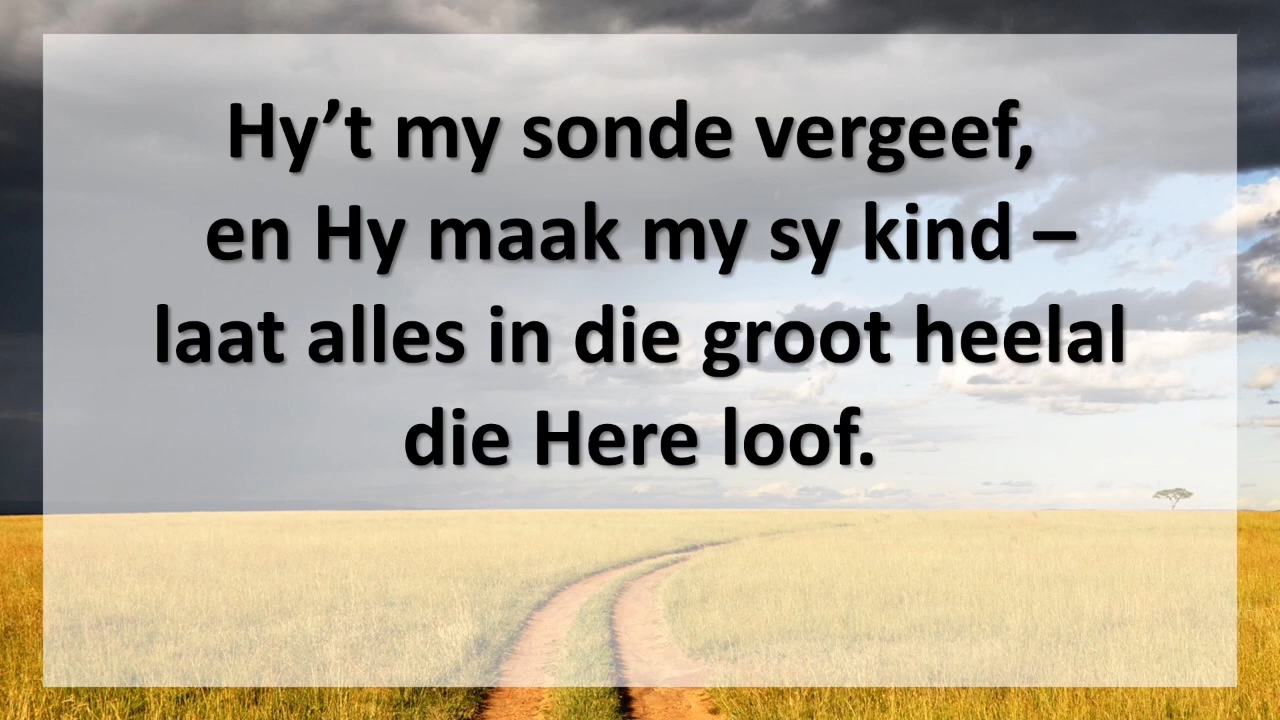 Hy’t my sonde vergeef,
en Hy maak my sy kind –
laat alles in die groot heelal
die Here loof.